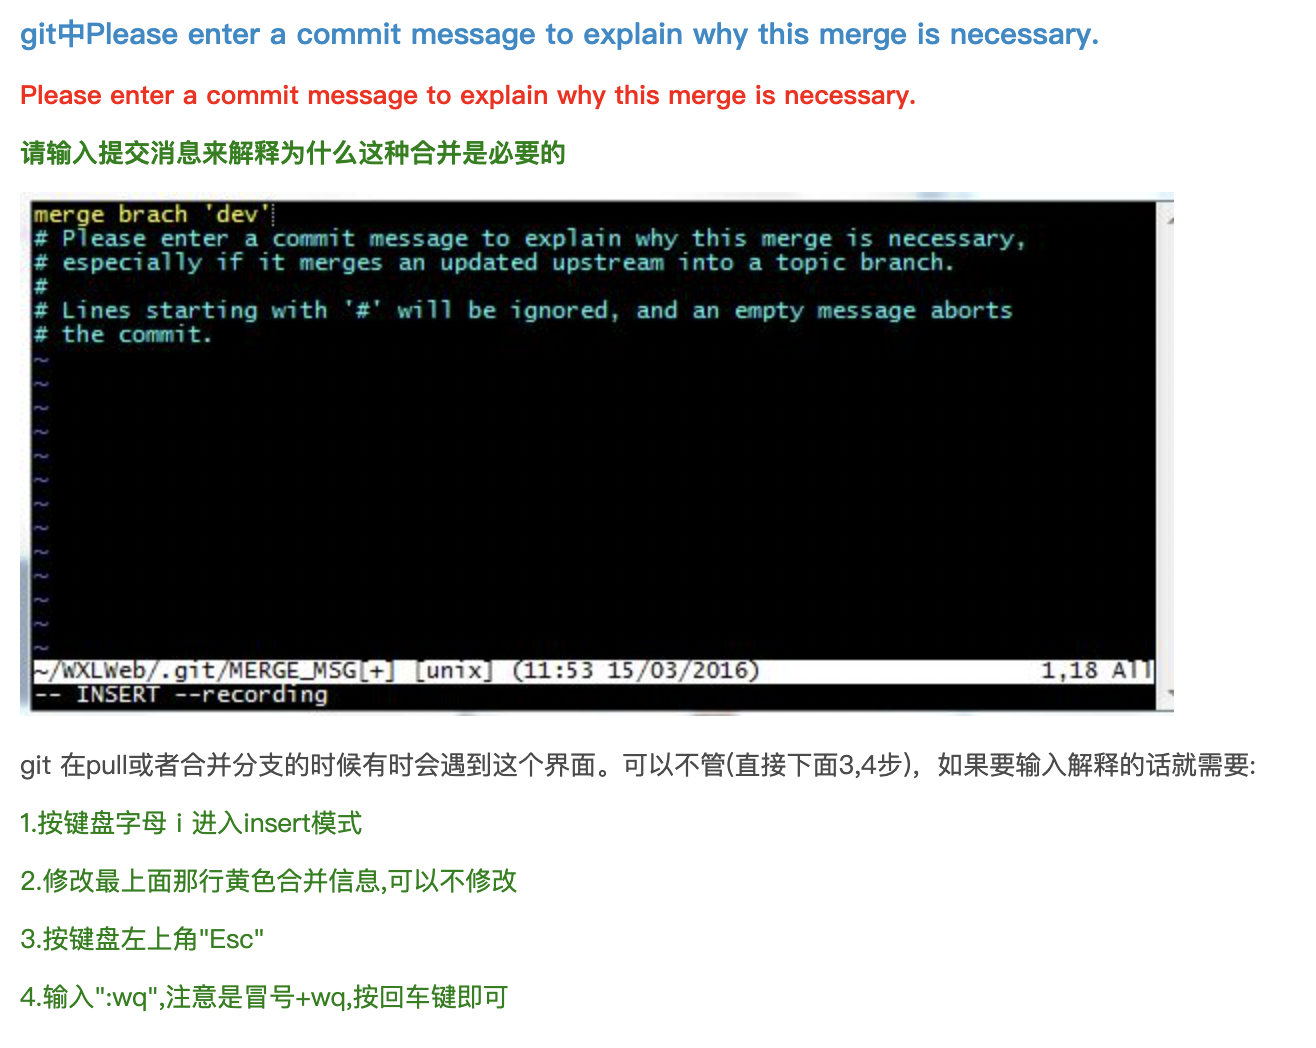 git中Please enter a commit message to explain why this merge is necessary.
Please enter a commit message to explain why this merge is necessary.
请输入提交消息来解释为什么这种合并是必要的
merge brach 'dev'
# Please enter a commit message to explain why this merge is necessary,
# especially if it merges an updated upstream into a topic branch.
#
# Lines starting with '#' will be ignored, and an empty message aborts
# the commit.
~
~
~
~
~
~
~
~
~
~
~
~
~
~/WXLWeb/.git/MERGE_MSG[+] [unix] (11:53 15/03/2016) 1,18 All
-- INSERT --recording
git 在pull或者合并分支的时候有时会遇到这个界面。可以不管(直接下面3,4步)，如果要输入解释的话就需要:
1.按键盘字母 i 进入insert模式
2.修改最上面那行黄色合并信息,可以不修改
3.按键盘左上角"Esc"
4.输入":wq",注意是冒号+wq,按回车键即可